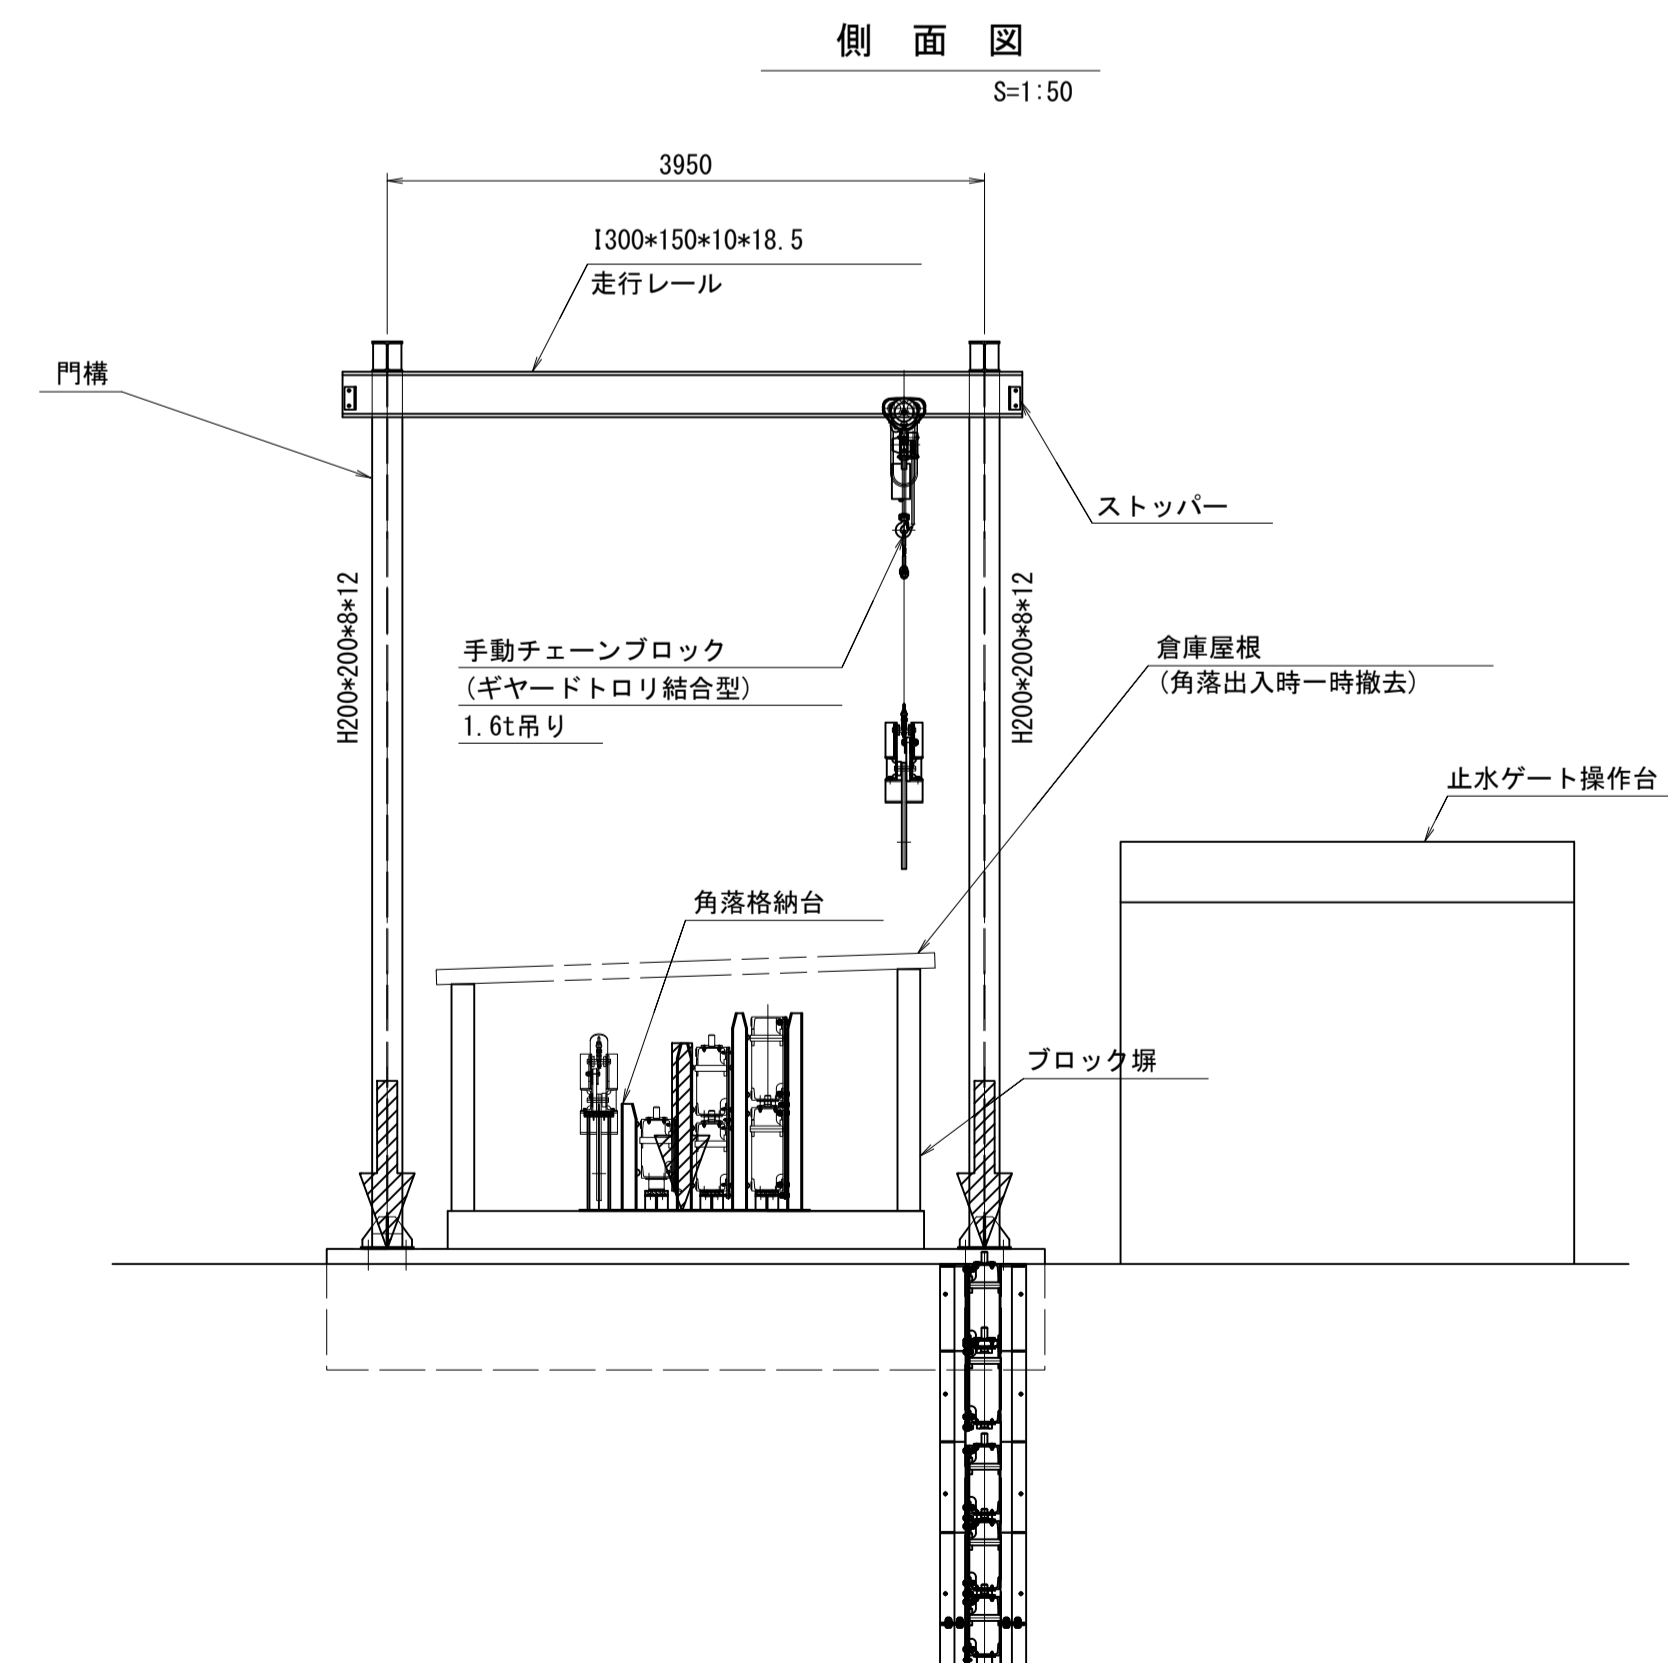 側 面 図
S=1:50
3950
I300*150*10*18.5
走行レール
門構
ストッパー
H200*200*8*12
H200*200*8*12
手動チェーンブロック
(ギヤードトロリ結合型)
1.6t吊り
倉庫屋根
(角落出入時一時撤去)
止水ゲート操作台
角落格納台
ブロック塀